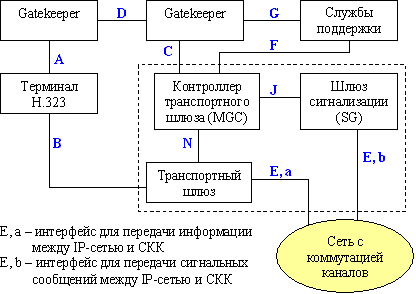 Gatekeeper
D
Gatekeeper
G
Службы
поддержки
A
C
F
Терминал
H.323
Контроллер
транспортного
шлюза (MGC)
J
Шлюз
сигнализации
(SG)
B
N
E, b
Транспортный
шлюз
E, a
E, a – интерфейс для передачи информации
между IP-сетью и СКК
E, b – интерфейс для передачи сигнальных
сообщений между IP-сетью и СКК
Сеть с
коммутацией
каналов